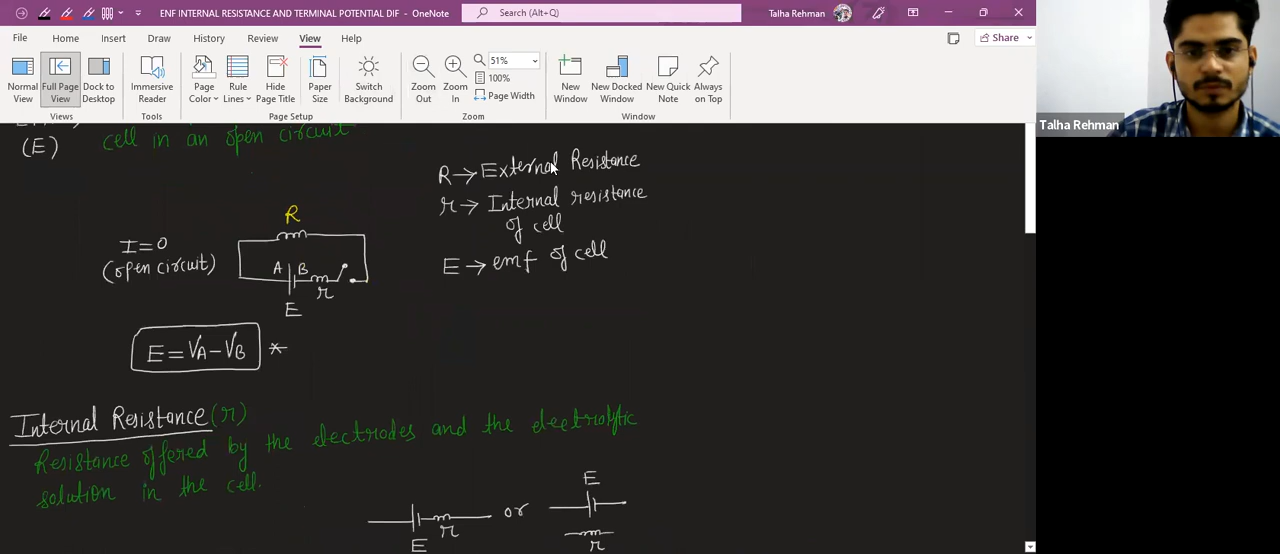 ENF INTERNAL RESISTANCE AND TERMINAL POTENTIAL DIF - OneNote
Search (Alt+Q)
Talha Rehman
File Home Insert Draw History Review View Help
Share
Normal View
Full Page View
Dock to Desktop
Immersive Reader
Page Color
Rule Lines
Hide Page Title
Paper Size
Switch Background
Zoom Out
Zoom In
51%
100%
Page Width
New Window
New Docked Window
New Quick Note
Always on Top
Views
Tools
Page Setup
Zoom
Window
Talha Rehman
(E) cell in an open circuit
R → External Resistance
r → Internal resistance
of cell
E → emf of cell
R
I = 0
(open circuit)
A B
r
E
E = VA - VB *
Internal Resistance (r)
Resistance offered by the electrodes and the electrolytic
solution in the cell.
E
or
r
E
r